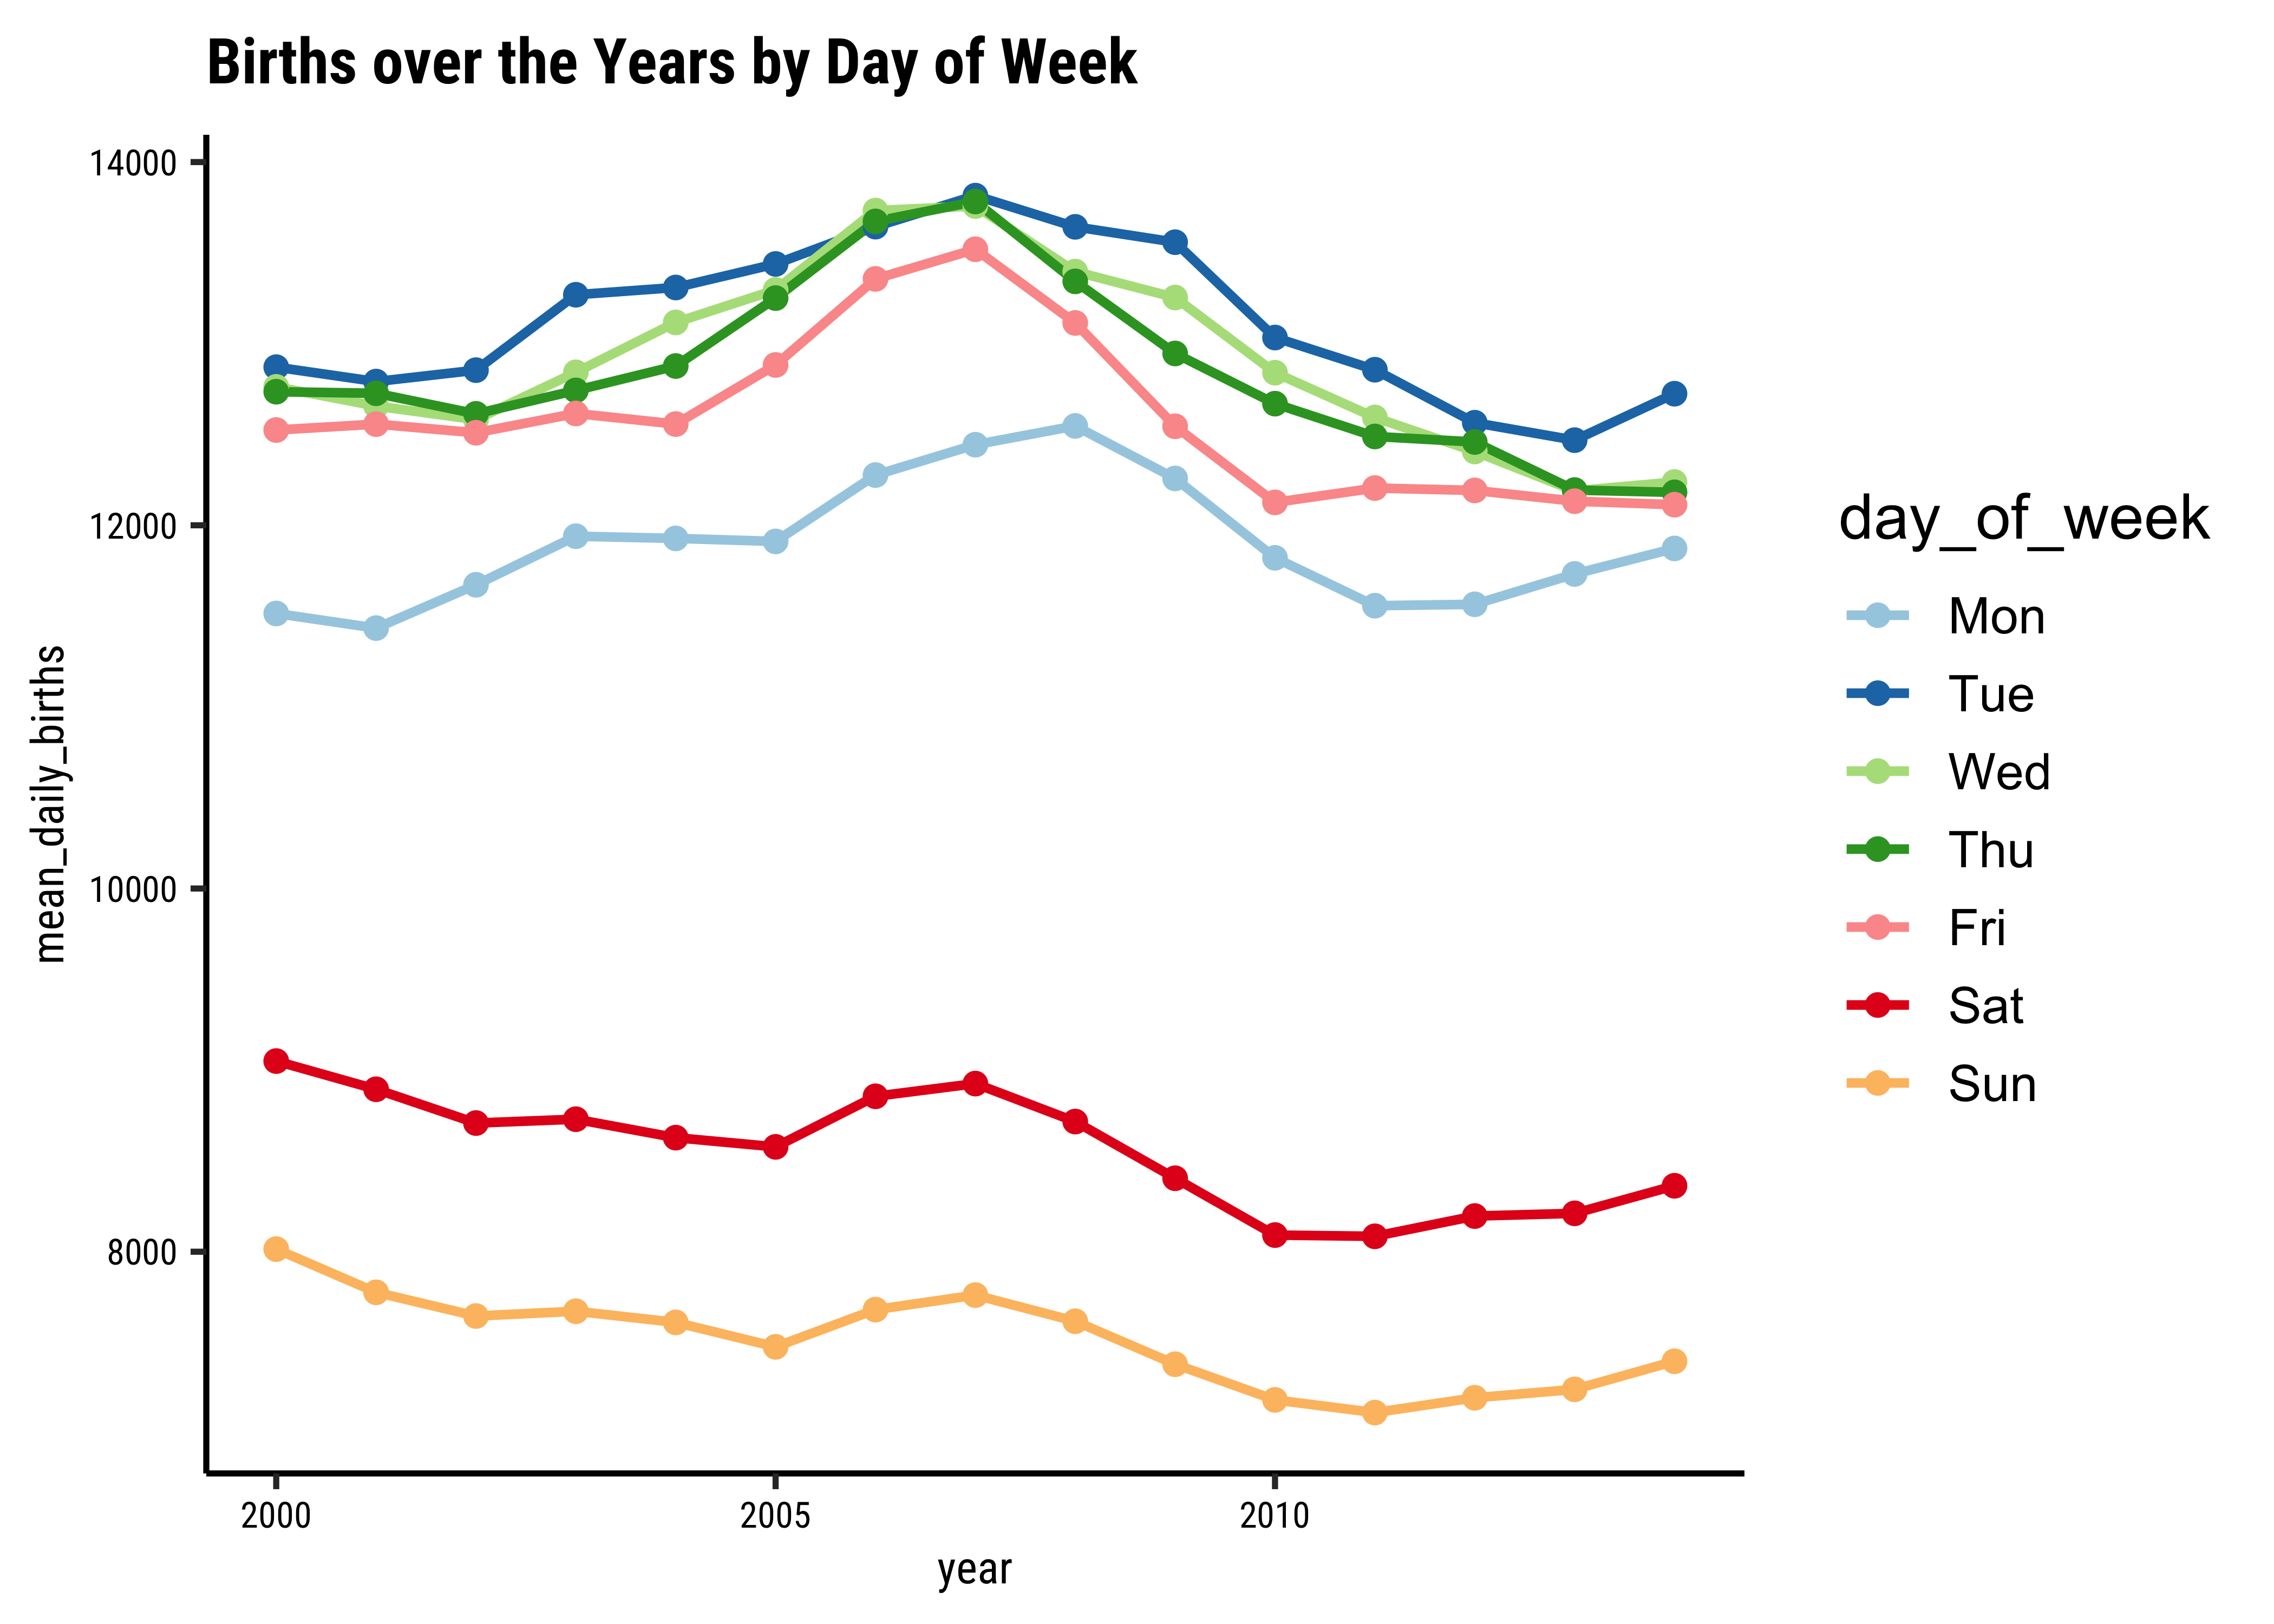 Births over the Years by Day of Week
14000
12000
10000
8000
mean_daily_births
2000
2005
2010
year
day_of_week
Mon
Tue
Wed
Thu
Fri
Sat
Sun